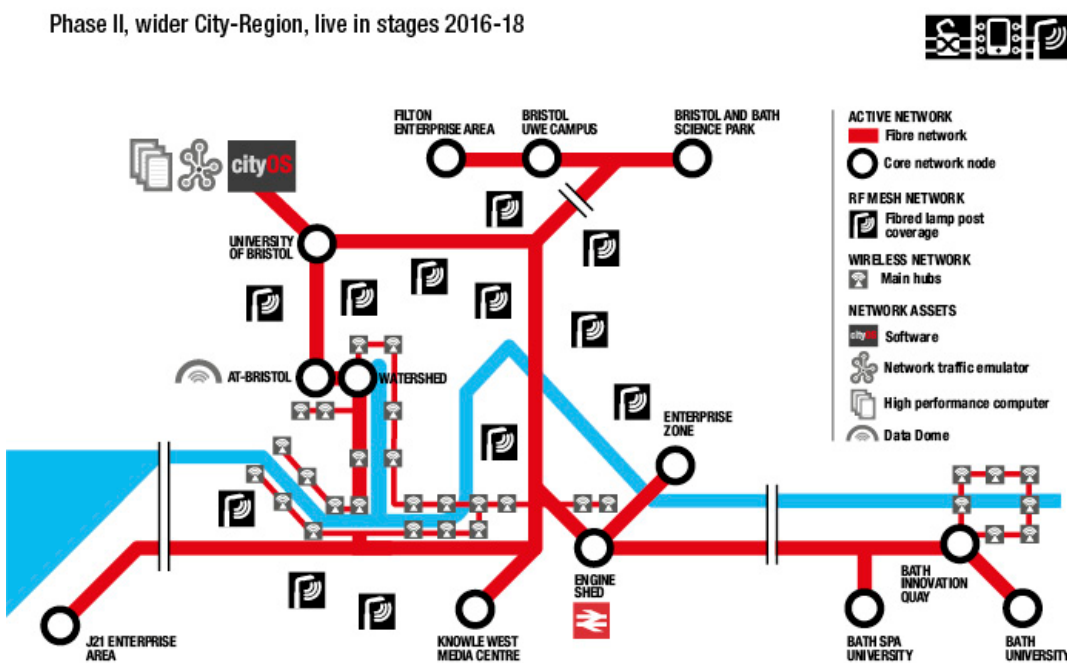 Phase II, wider City-Region, live in stages 2016-18
FILTON
ENTERPRISE AREA
BRISTOL
UWE CAMPUS
BRISTOL AND BATH
SCIENCE PARK
cityOS
UNIVERSITY
OF BRISTOL
AT-BRISTOL
WATERSHED
ENTERPRISE
ZONE
J21 ENTERPRISE
AREA
KNOWLE WEST
MEDIA CENTRE
ENGINE
SHED
BATH SPA
UNIVERSITY
BATH
INNOVATION
QUAY
BATH
UNIVERSITY
ACTIVE NETWORK
Fibre network
Core network node
RF MESH NETWORK
Fibred lamp post
coverage
WIRELESS NETWORK
Main hubs
NETWORK ASSETS
cityOS
Software
Network traffic emulator
High performance computer
Data Dome